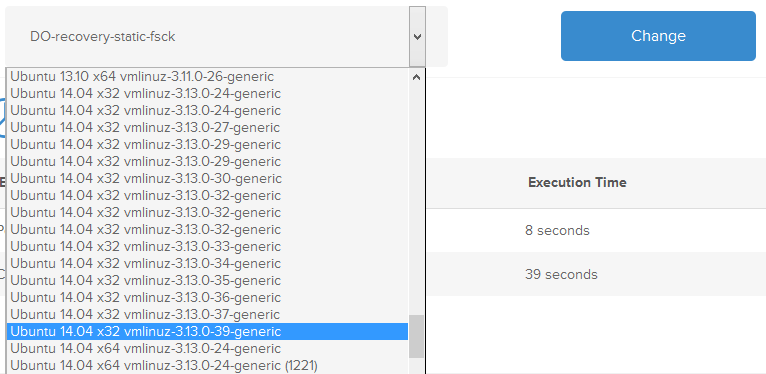 DO-recovery-static-fsck
Change
Ubuntu 13.10 x64 vmlinuz-3.11.0-26-generic
Ubuntu 14.04 x32 vmlinuz-3.13.0-24-generic
Ubuntu 14.04 x32 vmlinuz-3.13.0-24-generic
Ubuntu 14.04 x32 vmlinuz-3.13.0-27-generic
Ubuntu 14.04 x32 vmlinuz-3.13.0-29-generic
Ubuntu 14.04 x32 vmlinuz-3.13.0-29-generic
Ubuntu 14.04 x32 vmlinuz-3.13.0-30-generic
Ubuntu 14.04 x32 vmlinuz-3.13.0-32-generic
Ubuntu 14.04 x32 vmlinuz-3.13.0-32-generic
Ubuntu 14.04 x32 vmlinuz-3.13.0-32-generic
Ubuntu 14.04 x32 vmlinuz-3.13.0-33-generic
Ubuntu 14.04 x32 vmlinuz-3.13.0-34-generic
Ubuntu 14.04 x32 vmlinuz-3.13.0-35-generic
Ubuntu 14.04 x32 vmlinuz-3.13.0-36-generic
Ubuntu 14.04 x32 vmlinuz-3.13.0-37-generic
Ubuntu 14.04 x32 vmlinuz-3.13.0-39-generic
Ubuntu 14.04 x64 vmlinuz-3.13.0-24-generic
Ubuntu 14.04 x64 vmlinuz-3.13.0-24-generic (1221)
Execution Time
8 seconds
39 seconds